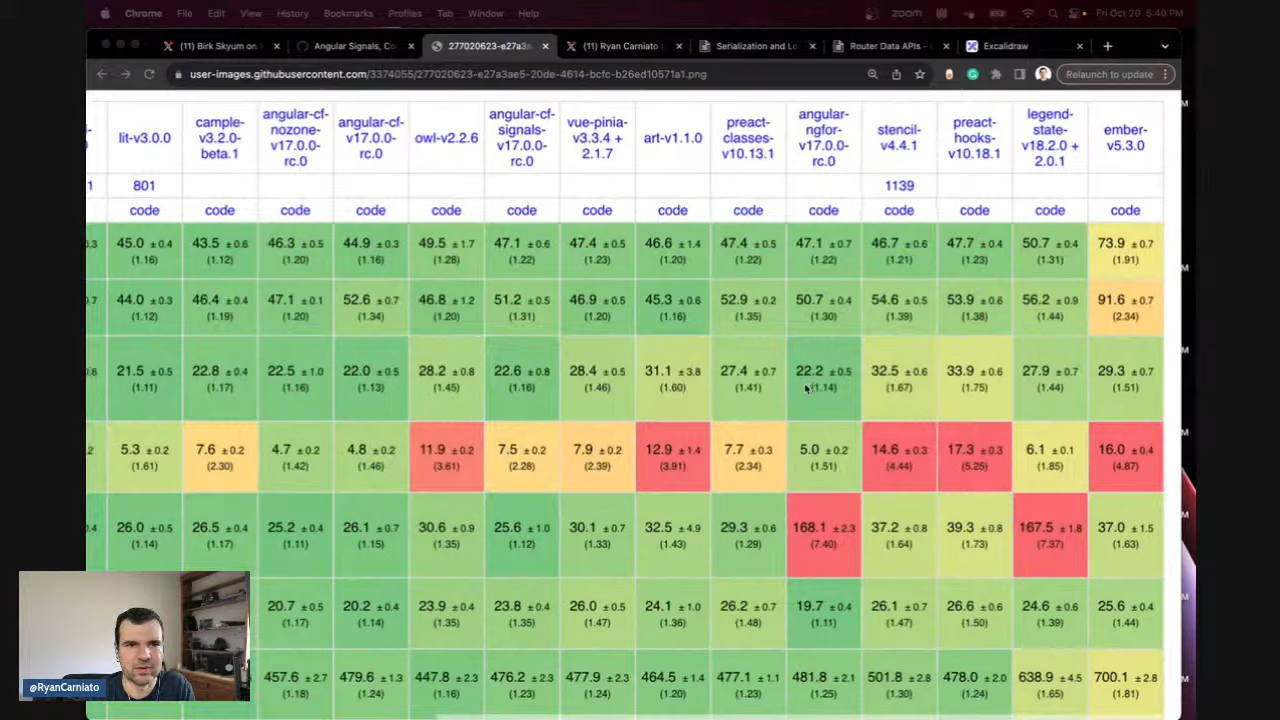 Chrome File Edit View History Bookmarks Profiles Tab Window Help zoom Fri Oct 20 5:40 PM
(11) Birk Skyum on Angular Signals, Co 277020623-e27a3a (11) Ryan Carniato Serialization and Lo Router Data APIs - Excalidraw
user-images.githubusercontent.com/3374055/277020623-e27a3ae5-20de-4614-bcfc-b26ed10571a1.png Relaunch to update
lit-v3.0.0 cample-v3.2.0-beta.1 angular-cf-nozone-v17.0.0-rc.0 angular-cf-v17.0.0-rc.0 owl-v2.2.6 angular-cf-signals-v17.0.0-rc.0 vue-pinia-v3.3.4 + 2.1.7 art-v1.1.0 preact-classes-v10.13.1 angular-ngfor-v17.0.0-rc.0 stencil-v4.4.1 preact-hooks-v10.18.1 legend-state-v18.2.0 + 2.0.1 ember-v5.3.0
1 801 1139
code code code code code code code code code code code code code code
45.0 ±0.4 43.5 ±0.6 46.3 ±0.5 44.9 ±0.3 49.5 ±1.7 47.1 ±0.6 47.4 ±0.5 46.6 ±1.4 47.4 ±0.5 47.1 ±0.7 46.7 ±0.6 47.7 ±0.4 50.7 ±0.4 73.9 ±0.7
(1.16) (1.12) (1.20) (1.16) (1.28) (1.22) (1.23) (1.20) (1.22) (1.22) (1.21) (1.23) (1.31) (1.91)
44.0 ±0.3 46.4 ±0.4 47.1 ±0.1 52.6 ±0.7 46.8 ±1.2 51.2 ±0.5 46.9 ±0.5 45.3 ±0.6 52.9 ±0.2 50.7 ±0.4 54.6 ±0.5 53.9 ±0.6 56.2 ±0.9 91.6 ±0.7
(1.12) (1.19) (1.20) (1.34) (1.20) (1.31) (1.20) (1.16) (1.35) (1.30) (1.39) (1.38) (1.44) (2.34)
21.5 ±0.5 22.8 ±0.4 22.5 ±1.0 22.0 ±0.5 28.2 ±0.8 22.6 ±0.8 28.4 ±0.5 31.1 ±3.8 27.4 ±0.7 22.2 ±0.5 32.5 ±0.6 33.9 ±0.6 27.9 ±0.7 29.3 ±0.7
(1.11) (1.17) (1.16) (1.13) (1.45) (1.16) (1.46) (1.60) (1.41) (1.14) (1.67) (1.75) (1.44) (1.51)
5.3 ±0.2 7.6 ±0.2 4.7 ±0.2 4.8 ±0.2 11.9 ±0.2 7.5 ±0.2 7.9 ±0.2 12.9 ±1.4 7.7 ±0.3 5.0 ±0.2 14.6 ±0.3 17.3 ±0.3 6.1 ±0.1 16.0 ±0.4
(1.61) (2.30) (1.42) (1.46) (3.61) (2.28) (2.39) (3.91) (2.34) (1.51) (4.44) (5.25) (1.85) (4.87)
26.0 ±0.5 26.5 ±0.4 25.2 ±0.4 26.1 ±0.7 30.6 ±0.9 25.6 ±1.0 30.1 ±0.7 32.5 ±4.9 29.3 ±0.6 168.1 ±2.3 37.2 ±0.8 39.3 ±0.8 167.5 ±1.8 37.0 ±1.5
(1.14) (1.17) (1.11) (1.15) (1.35) (1.12) (1.33) (1.43) (1.29) (7.40) (1.64) (1.73) (7.37) (1.63)
20.7 ±0.5 20.2 ±0.4 23.9 ±0.4 23.8 ±0.4 26.0 ±0.5 24.1 ±1.0 26.2 ±0.7 19.7 ±0.4 26.1 ±0.7 26.6 ±0.6 24.6 ±0.6 25.6 ±0.4
(1.17) (1.14) (1.35) (1.35) (1.47) (1.36) (1.48) (1.11) (1.47) (1.50) (1.39) (1.44)
457.6 ±2.7 479.6 ±1.3 447.8 ±2.3 476.2 ±2.3 477.9 ±2.3 464.5 ±1.4 477.1 ±1.1 481.8 ±2.1 501.8 ±2.8 478.0 ±2.0 638.9 ±4.5 700.1 ±2.8
(1.18) (1.24) (1.16) (1.23) (1.24) (1.20) (1.23) (1.25) (1.30) (1.24) (1.65) (1.81)
@RyanCarniato